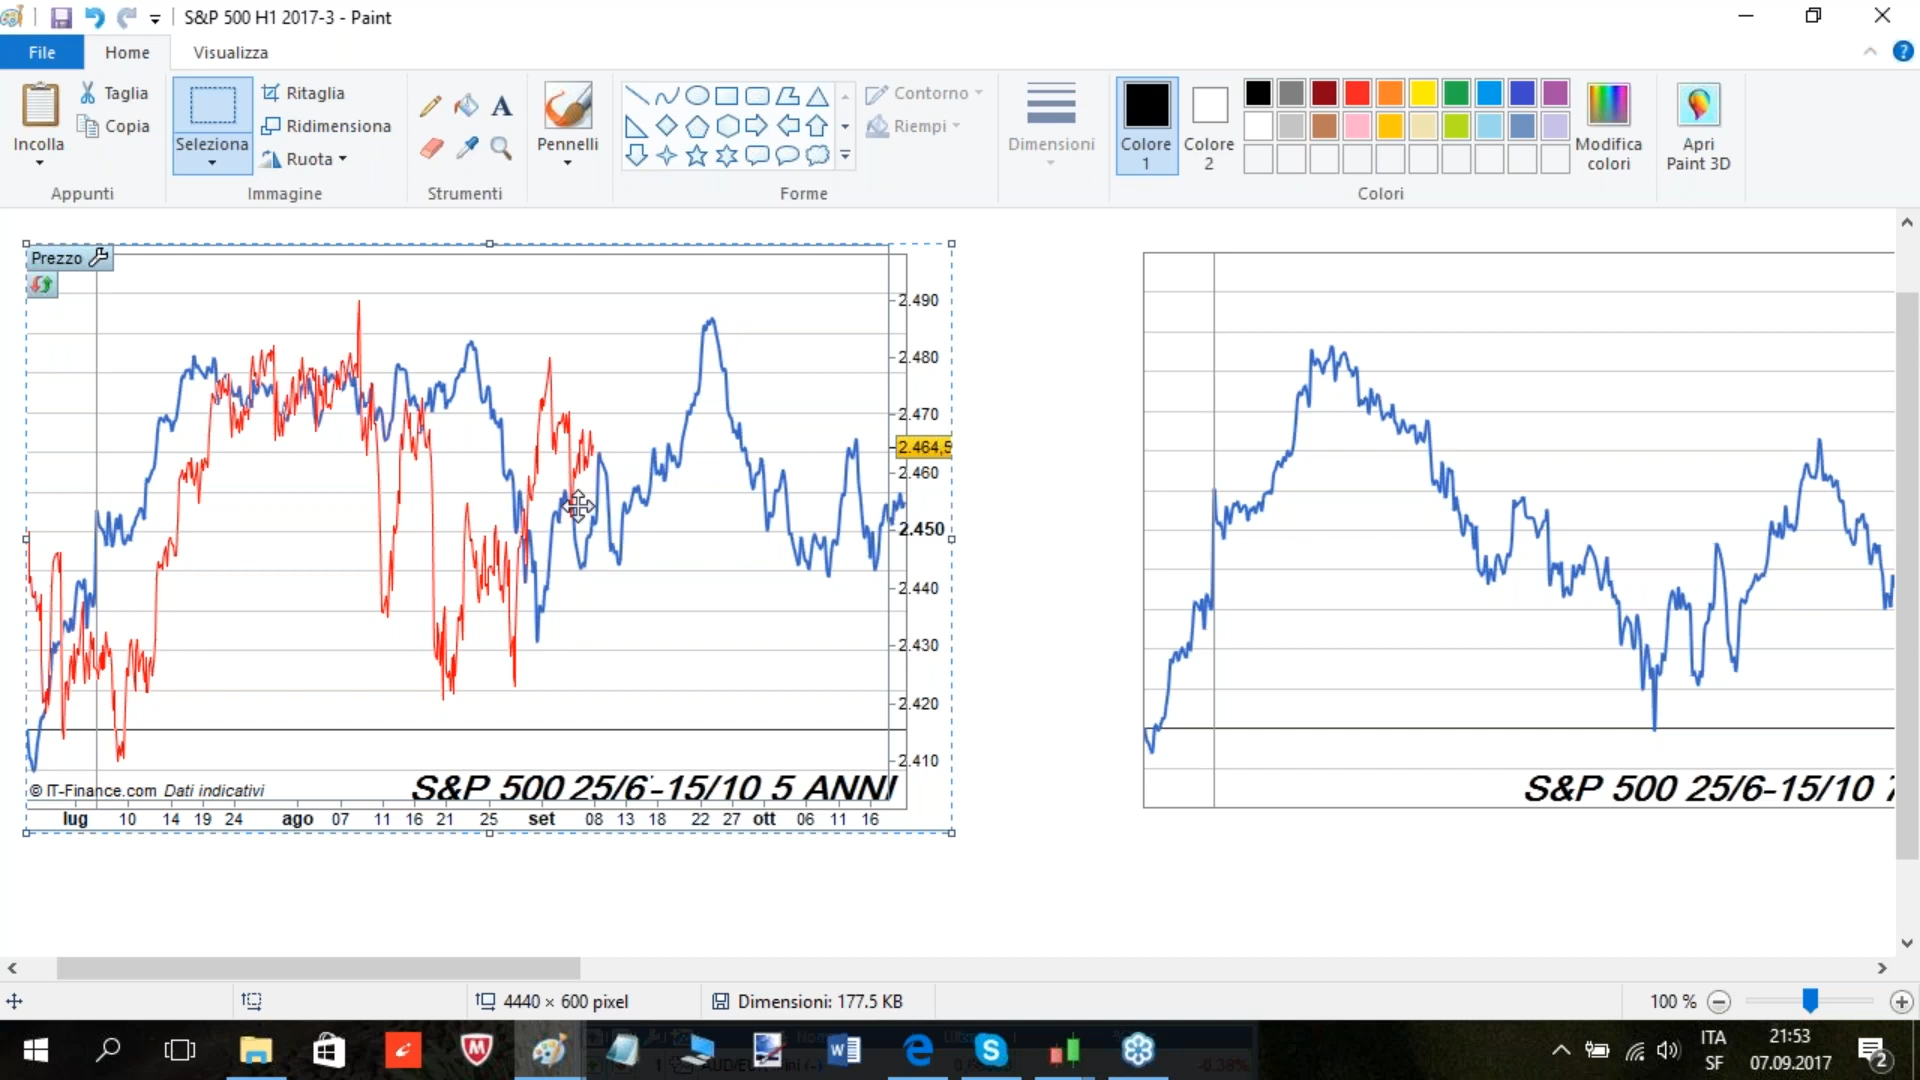 S&P 500 H1 2017-3 - Paint
File Home Visualizza
Incolla
Taglia
Copia
Appunti
Seleziona
Ritaglia
Ridimensiona
Ruota
Immagine
Strumenti
Pennelli
Contorno
Riempi
Forme
Dimensioni
Colore 1
Colore 2
Modifica colori
Colori
Apri Paint 3D
Prezzo
2.490
2.480
2.470
2.464,5
2.460
2.450
2.440
2.430
2.420
2.410
S&P 500 25/6-15/10 5 ANNI
© IT-Finance.com Dati indicativi
lug 10 14 19 24 ago 07 11 16 21 25 set 08 13 18 22 27 ott 06 11 16
S&P 500 25/6-15/10
4440 × 600 pixel
Dimensioni: 177.5 KB
100 %
ITA
SF
21:53
07.09.2017
2